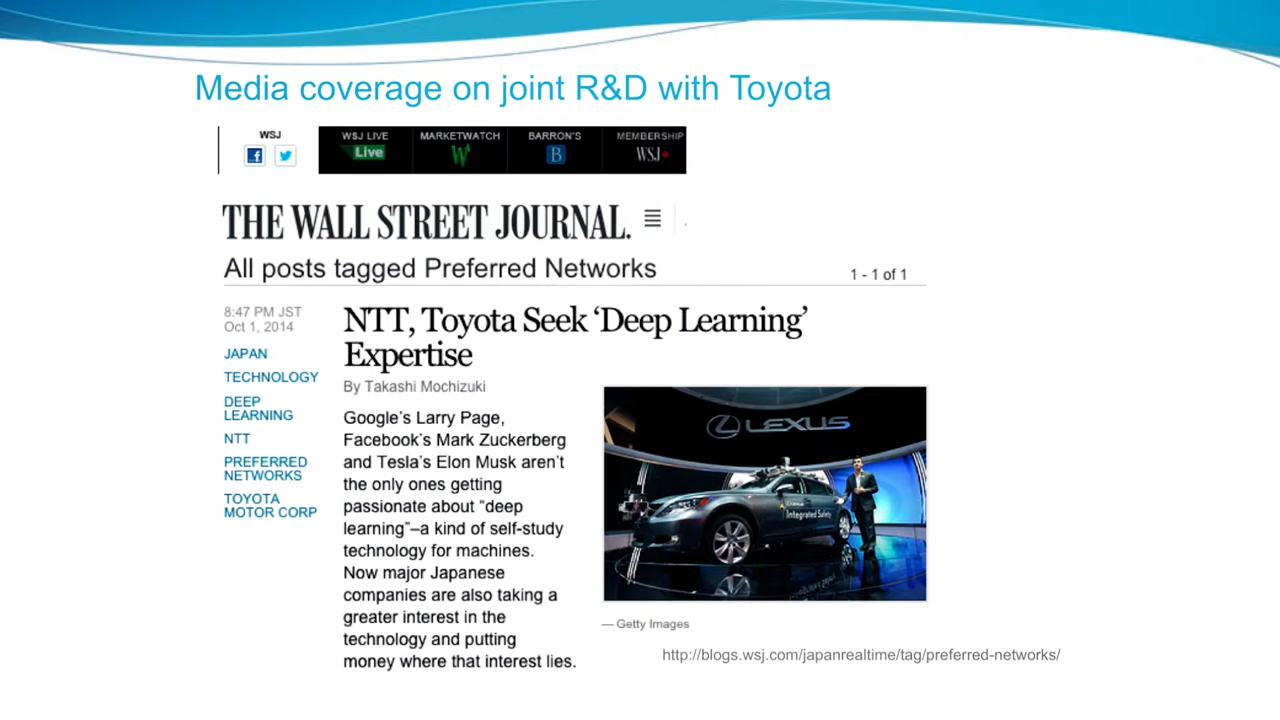 Media coverage on joint R&D with Toyota
WSJ
WSJ LIVE
MARKETWATCH
BARRON'S
MEMBERSHIP
Live
W
B
WSJ+
THE WALL STREET JOURNAL.
All posts tagged Preferred Networks
1 - 1 of 1
8:47 PM JST
Oct 1, 2014
JAPAN
TECHNOLOGY
DEEP
LEARNING
NTT
PREFERRED
NETWORKS
TOYOTA
MOTOR CORP
NTT, Toyota Seek ‘Deep Learning’
Expertise
By Takashi Mochizuki
Google’s Larry Page,
Facebook’s Mark Zuckerberg
and Tesla’s Elon Musk aren’t
the only ones getting
passionate about “deep
learning”–a kind of self-study
technology for machines.
Now major Japanese
companies are also taking a
greater interest in the
technology and putting
money where that interest lies.
LEXUS
Integrated Safety
— Getty Images
http://blogs.wsj.com/japanrealtime/tag/preferred-networks/